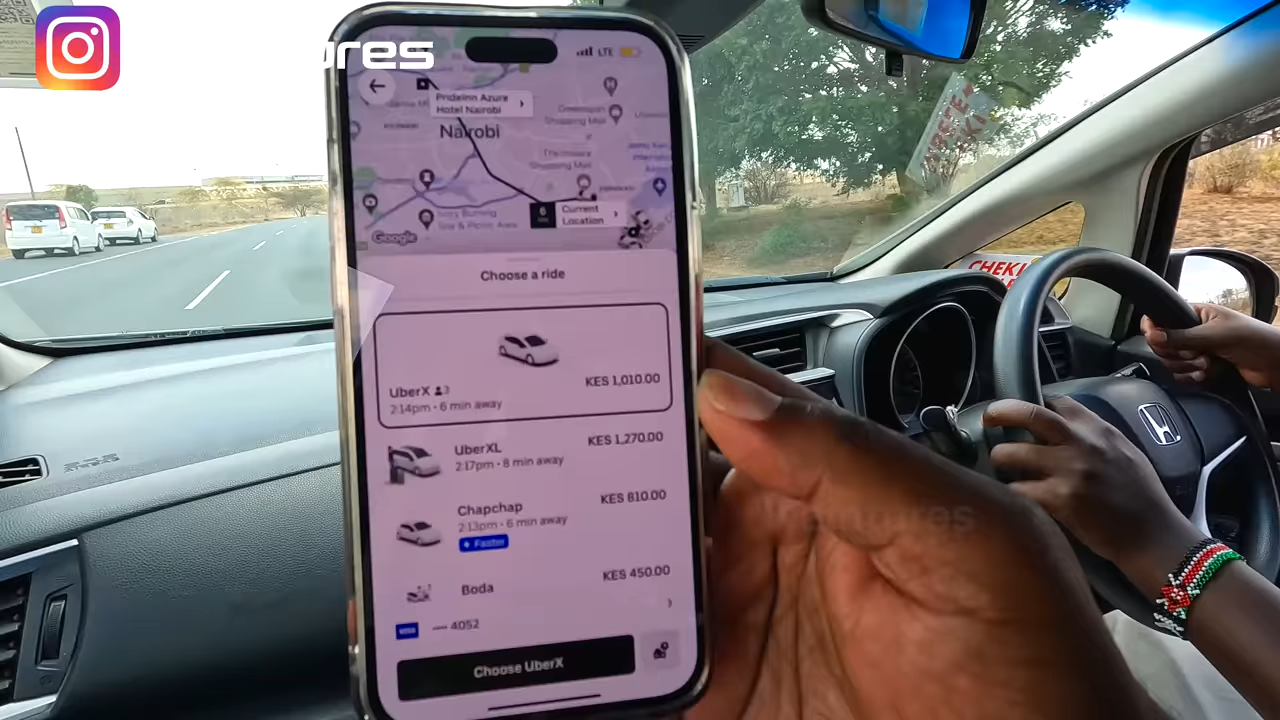 ures
LTE
PrideInn Azure
Hotel Nairobi
Nairobi
Shopping Mall
Shopping Mall
Current
Location
6
Ivory Burning
Site & Picnic Area
Google
Choose a ride
UberX 3
KES 1,010.00
2:14pm • 6 min away
UberXL
KES 1,270.00
2:17pm • 8 min away
Chapchap
KES 810.00
2:13pm • 6 min away
Faster
Boda
KES 450.00
VISA
4052
Choose UberX
CHEKI